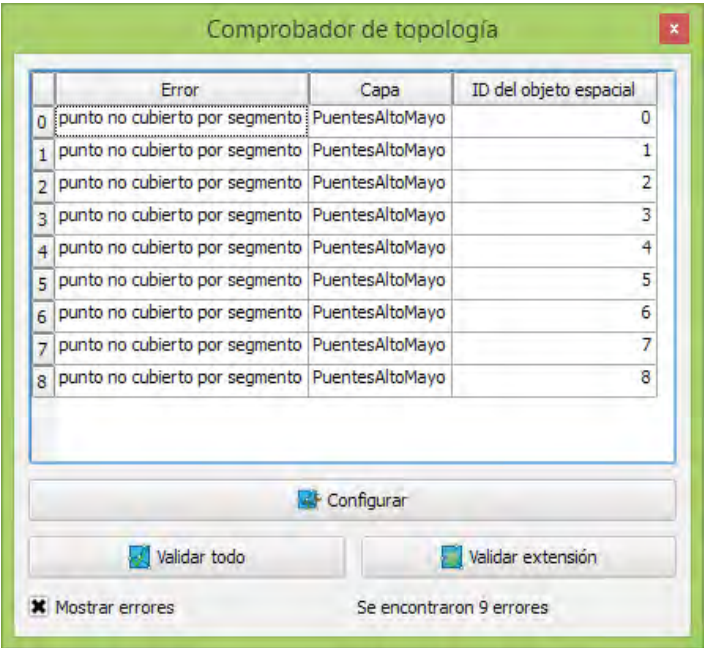 Comprobador de topología
x
Error Capa ID del objeto espacial
0 punto no cubierto por segmento PuentesAltoMayo 0
1 punto no cubierto por segmento PuentesAltoMayo 1
2 punto no cubierto por segmento PuentesAltoMayo 2
3 punto no cubierto por segmento PuentesAltoMayo 3
4 punto no cubierto por segmento PuentesAltoMayo 4
5 punto no cubierto por segmento PuentesAltoMayo 5
6 punto no cubierto por segmento PuentesAltoMayo 6
7 punto no cubierto por segmento PuentesAltoMayo 7
8 punto no cubierto por segmento PuentesAltoMayo 8
Configurar
Validar todo Validar extensión
Mostrar errores Se encontraron 9 errores